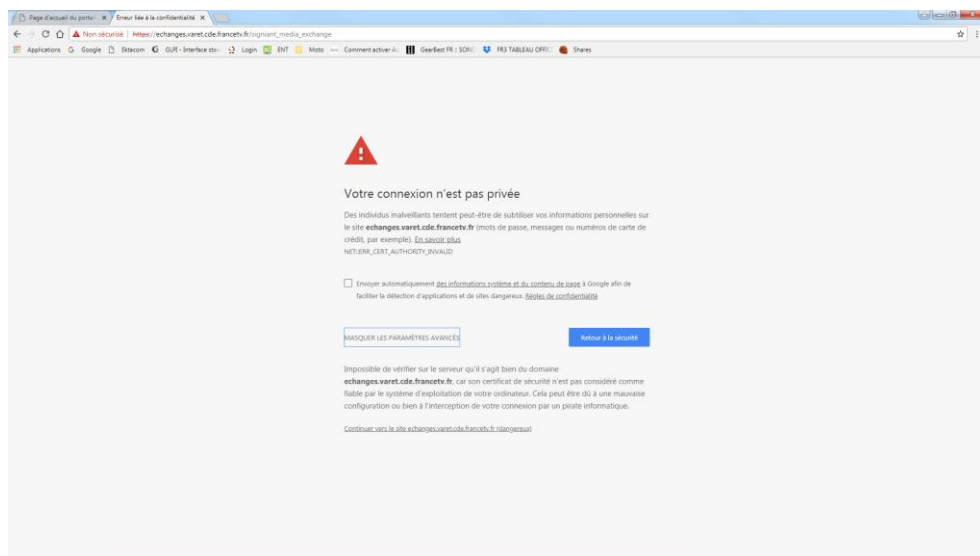 Page d'accueil du portail
Erreur liée à la confidentialité
Non sécurisé | https://echanges.varet.cde.francetv.fr/signiant_media_exchange
Applications Google Ektacom GLPI - Interface stan Login ENT Moto Comment activer Au GearBest FR | SONI FR3 TABLEAU OFFIC Shares
Votre connexion n'est pas privée
Des individus malveillants tentent peut-être de subtiliser vos informations personnelles sur
le site echanges.varet.cde.francetv.fr (mots de passe, messages ou numéros de carte de
crédit, par exemple). En savoir plus
NET::ERR_CERT_AUTHORITY_INVALID
Envoyer automatiquement des informations système et du contenu de page à Google afin de
faciliter la détection d'applications et de sites dangereux. Règles de confidentialité
MASQUER LES PARAMÈTRES AVANCÉS
Retour à la sécurité
Impossible de vérifier sur le serveur qu'il s'agit bien du domaine
echanges.varet.cde.francetv.fr, car son certificat de sécurité n'est pas considéré comme
fiable par le système d'exploitation de votre ordinateur. Cela peut être dû à une mauvaise
configuration ou bien à l'interception de votre connexion par un pirate informatique.
Continuer vers le site echanges.varet.cde.francetv.fr (dangereux)